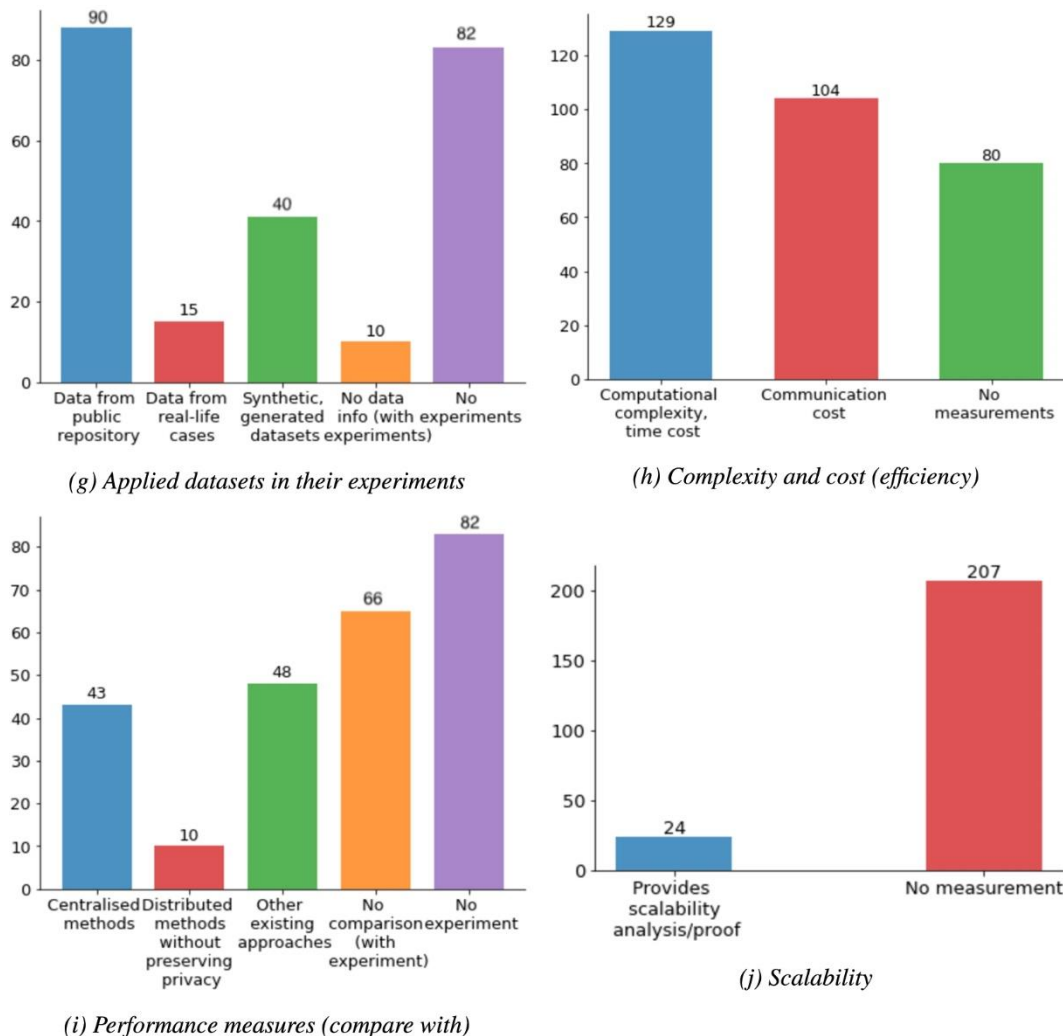 90
82
80
60
40
40
20
15
10
0
Data from
public
repository
Data from
real-life
cases
Synthetic,
generated
datasets
No data
info (with
experiments)
No
experiments
(g) Applied datasets in their experiments
129
120
104
100
80
80
60
40
20
0
Computational
complexity,
time cost
Communication
cost
No
measurements
(h) Complexity and cost (efficiency)
82
80
70
66
60
50
48
43
40
30
20
10
10
0
Centralised
methods
Distributed
methods
without
preserving
privacy
Other
existing
approaches
No
comparison
(with
experiment)
No
experiment
(i) Performance measures (compare with)
207
200
150
100
50
24
0
Provides
scalability
analysis/proof
No measurement
(j) Scalability